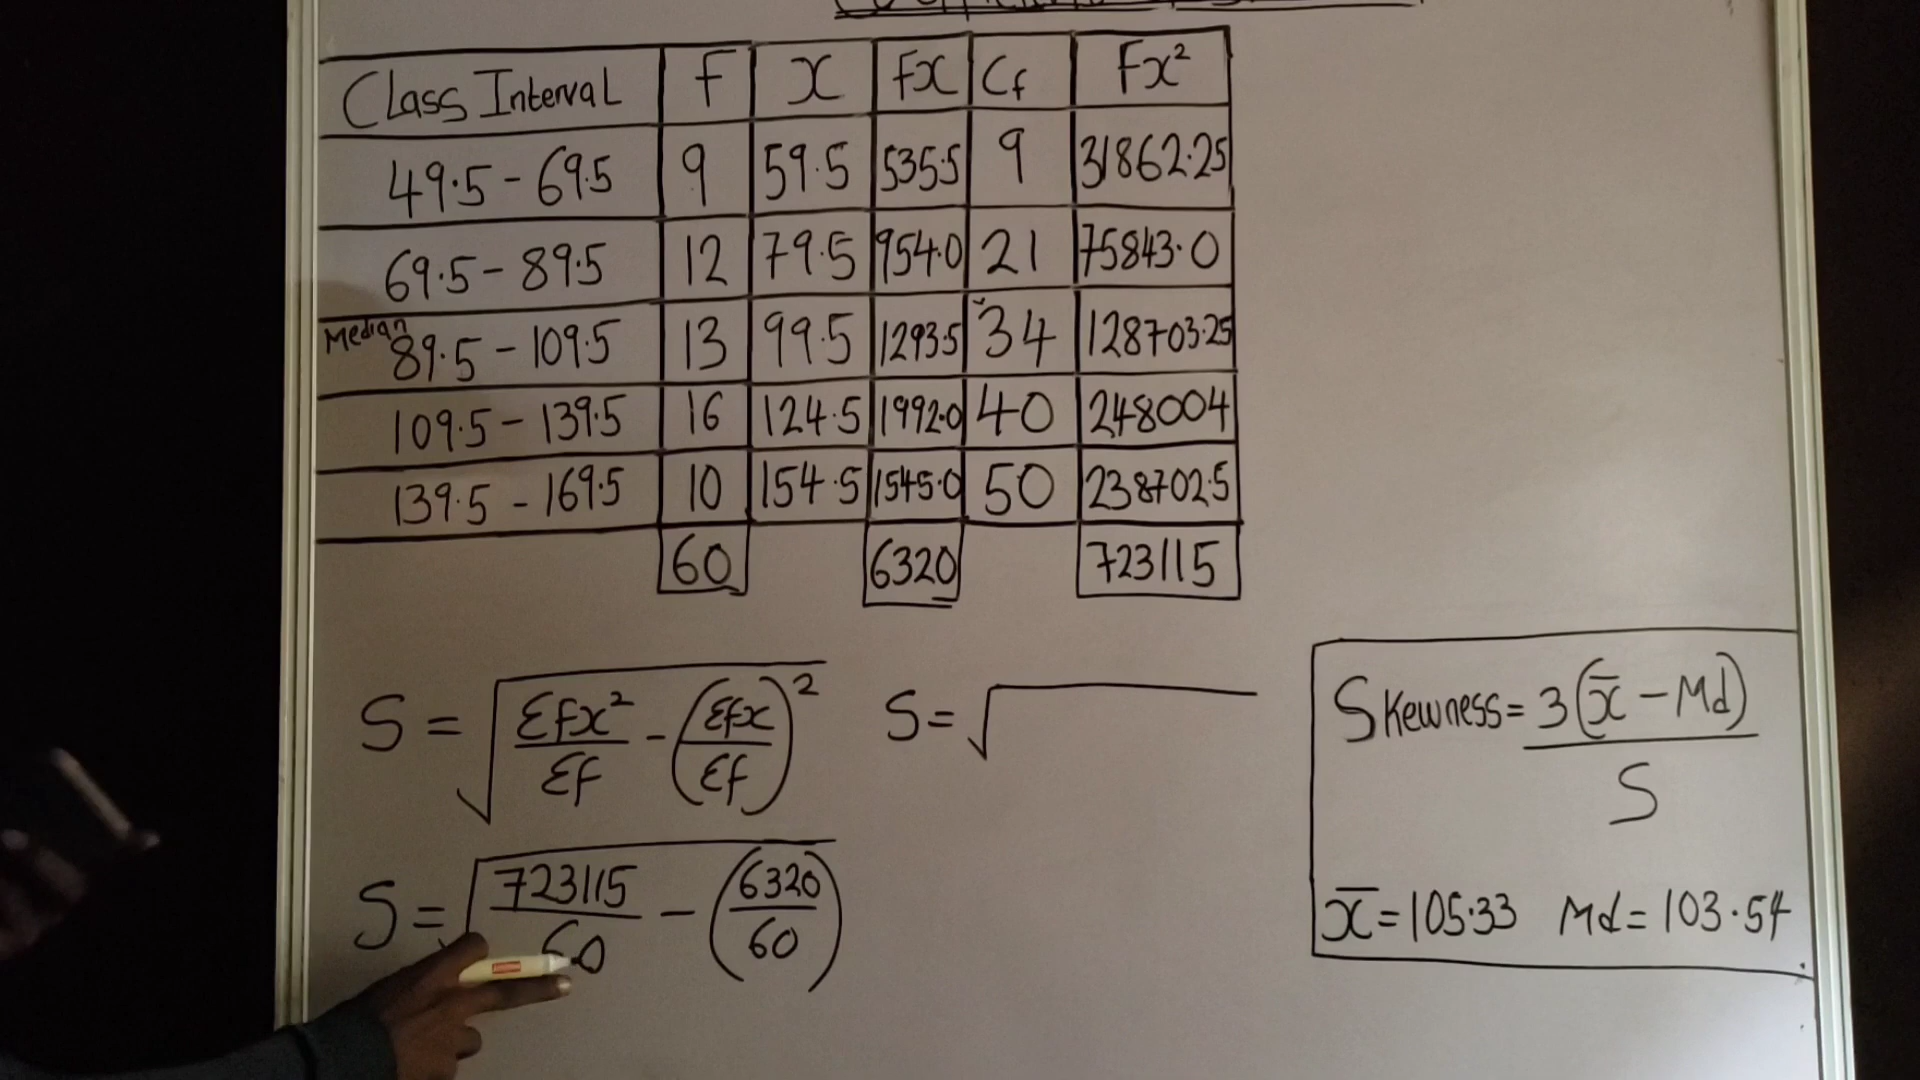 Class Interval F x Fx Cf Fx²
49.5 - 69.5 9 59.5 535.5 9 31862.25
69.5 - 89.5 12 79.5 954.0 21 75843.0
Median 89.5 - 109.5 13 99.5 1293.5 34 128703.25
109.5 - 139.5 16 124.5 1992.0 40 248004
139.5 - 169.5 10 154.5 1545.0 50 238702.5
60 6320 723115
S = √(Σfx²/Σf - (Σfx/Σf)²) S = √
S = √(723115/60 - (6320/60))
Skewness = 3(x̄ - Md)/S
x̄ = 105.33 Md = 103.54